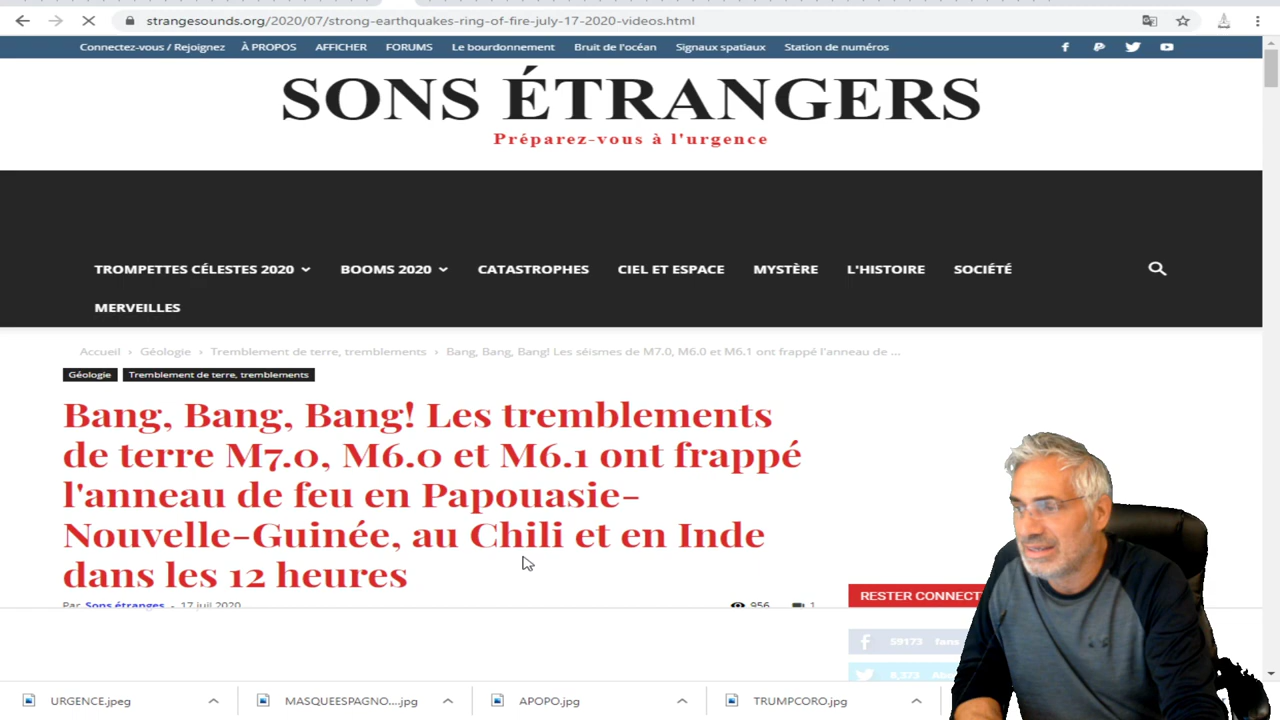 strangesounds.org/2020/07/strong-earthquakes-ring-of-fire-july-17-2020-videos.html
Connectez-vous / Rejoignez À PROPOS AFFICHER FORUMS Le bourdonnement Bruit de l'océan Signaux spatiaux Station de numéros
SONS ÉTRANGERS
Préparez-vous à l'urgence
TROMPETTES CÉLESTES 2020 BOOMS 2020 CATASTROPHES CIEL ET ESPACE MYSTÈRE L'HISTOIRE SOCIÉTÉ
MERVEILLES
Accueil › Géologie › Tremblement de terre, tremblements › Bang, Bang, Bang! Les séismes de M7.0, M6.0 et M6.1 ont frappé l'anneau de ...
Géologie Tremblement de terre, tremblements
Bang, Bang, Bang! Les tremblements
de terre M7.0, M6.0 et M6.1 ont frappé
l'anneau de feu en Papouasie-
Nouvelle-Guinée, au Chili et en Inde
dans les 12 heures
Par Sons étranges - 17 juil 2020 956 1
RESTER CONNECT
59173 fans
8,373
URGENCE.jpeg MASQUEESPAGNO....jpg APOPO.jpg TRUMPCORO.jpg